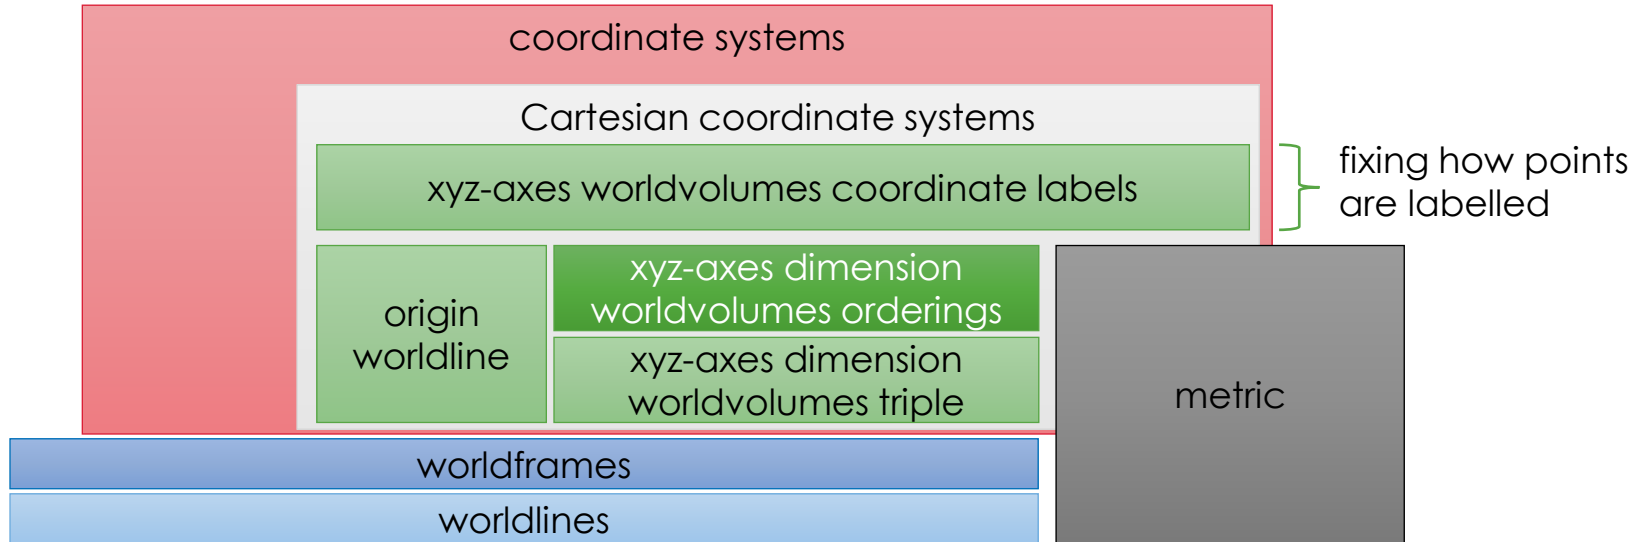 coordinate systems
Cartesian coordinate systems
xyz-axes worldvolumes coordinate labels
fixing how points
are labelled
origin
worldline
xyz-axes dimension
worldvolumes orderings
xyz-axes dimension
worldvolumes triple
metric
worldframes
worldlines